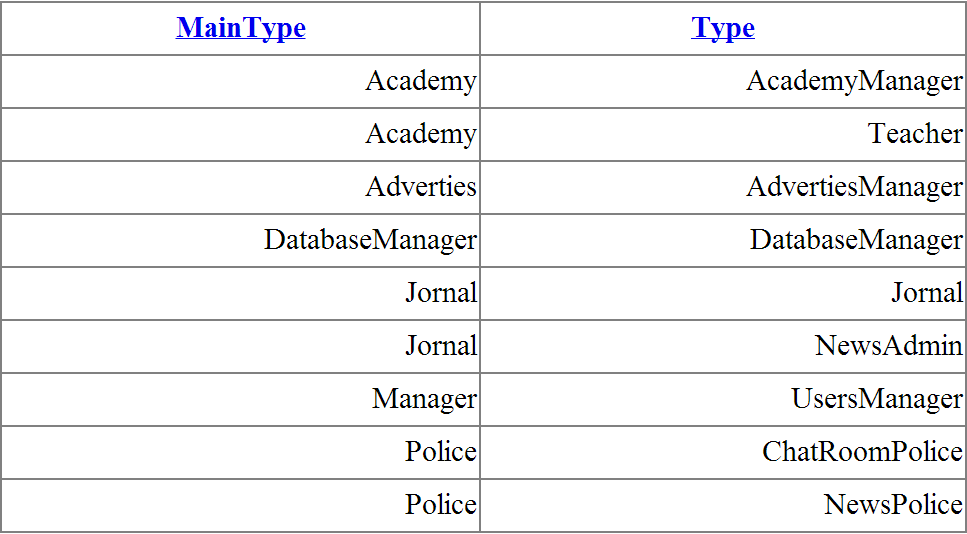 MainType Type
Academy AcademyManager
Academy Teacher
Adverties AdvertiesManager
DatabaseManager DatabaseManager
Jornal Jornal
Jornal NewsAdmin
Manager UsersManager
Police ChatRoomPolice
Police NewsPolice